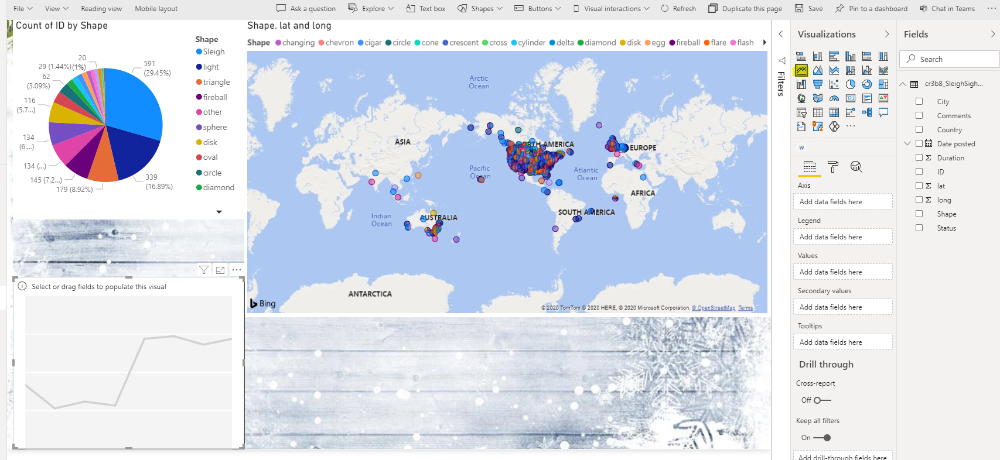 File View Reading view Mobile layout Ask a question Explore Text box Shapes Buttons Visual interactions Refresh Duplicate this page Save Pin to a dashboard Chat in Teams ...
Count of ID by Shape
591
(29.45%)
339
(16.89%)
179 (8.92%)
145 (7.2...)
134 (...)
134
(6....)
116
(5.7...)
62
(3.09%)
29 (1.44%)
20
(1%)
Shape
Sleigh
light
triangle
fireball
other
sphere
disk
oval
circle
diamond
Shape, lat and long
Shape changing chevron cigar circle cone crescent cross cylinder delta diamond disk egg fireball flare flash
Arctic
Ocean
ASIA
NORTH AMERICA
EUROPE
Pacific
Ocean
Atlantic
Ocean
AFRICA
SOUTH AMERICA
Indian
Ocean
AUSTRALIA
ANTARCTICA
Bing
© 2020 TomTom © 2020 HERE, © 2020 Microsoft Corporation, © OpenStreetMap Terms
Select or drag fields to populate this visual
Filters
Visualizations
W
Axis
Add data fields here
Legend
Add data fields here
Values
Add data fields here
Secondary values
Add data fields here
Tooltips
Add data fields here
Drill through
Cross-report
Off
Keep all filters
On
Add drill-through fields here
Fields
Search
cr3b8_SleighSigh...
City
Comments
Country
Date posted
Σ Duration
ID
Σ lat
Σ long
Shape
Status